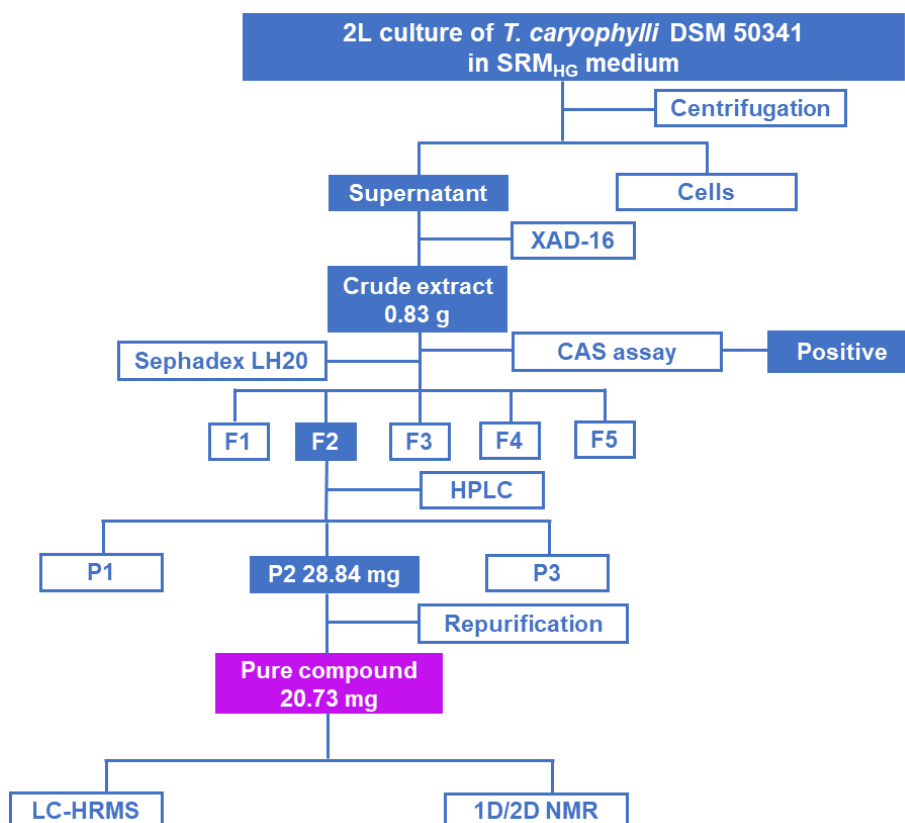 2L culture of T. caryophylli DSM 50341
in SRMHG medium
Centrifugation
Supernatant
Cells
XAD-16
Crude extract
0.83 g
Sephadex LH20
CAS assay
Positive
F1
F2
F3
F4
F5
HPLC
P1
P2 28.84 mg
P3
Repurification
Pure compound
20.73 mg
LC-HRMS
1D/2D NMR